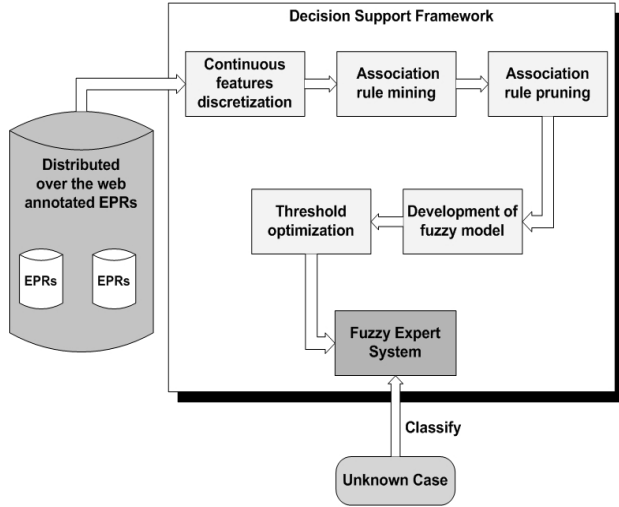 Decision Support Framework
Continuous
features
discretization
Association
rule mining
Association
rule pruning
Distributed
over the web
annotated EPRs
EPRs
EPRs
Threshold
optimization
Development of
fuzzy model
Fuzzy Expert
System
Classify
Unknown Case